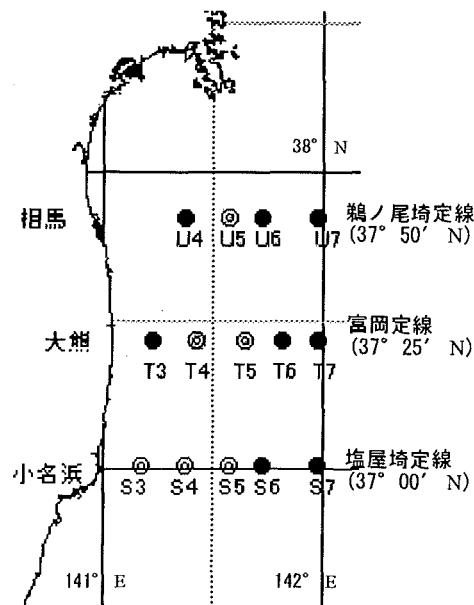 38° N
相馬
U4 U5 U6 U7
鵜ノ尾埼定線
(37° 50′ N)
大熊
T3 T4 T5 T6 T7
富岡定線
(37° 25′ N)
小名浜
S3 S4 S5 S6 S7
塩屋埼定線
(37° 00′ N)
141° E
142° E